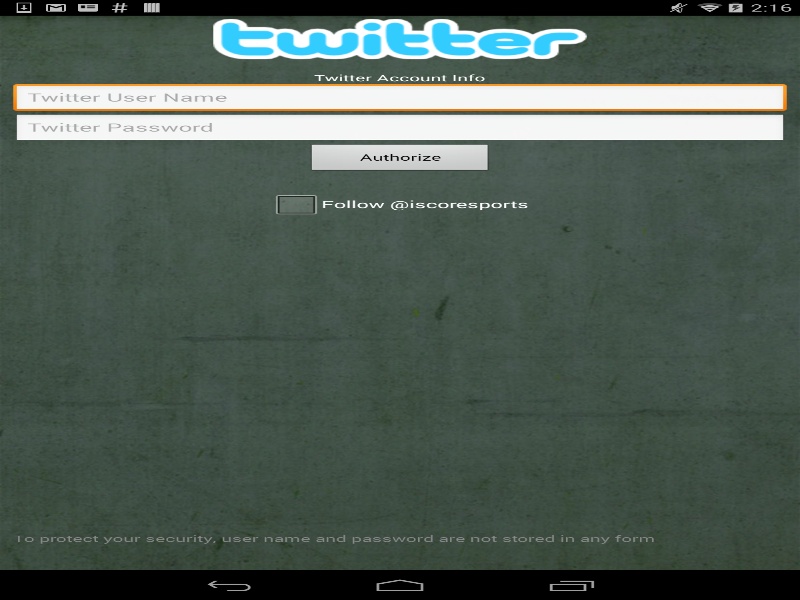 2:16
twitter
Twitter Account Info
Twitter User Name
Twitter Password
Authorize
Follow @iscoresports
To protect your security, user name and password are not stored in any form